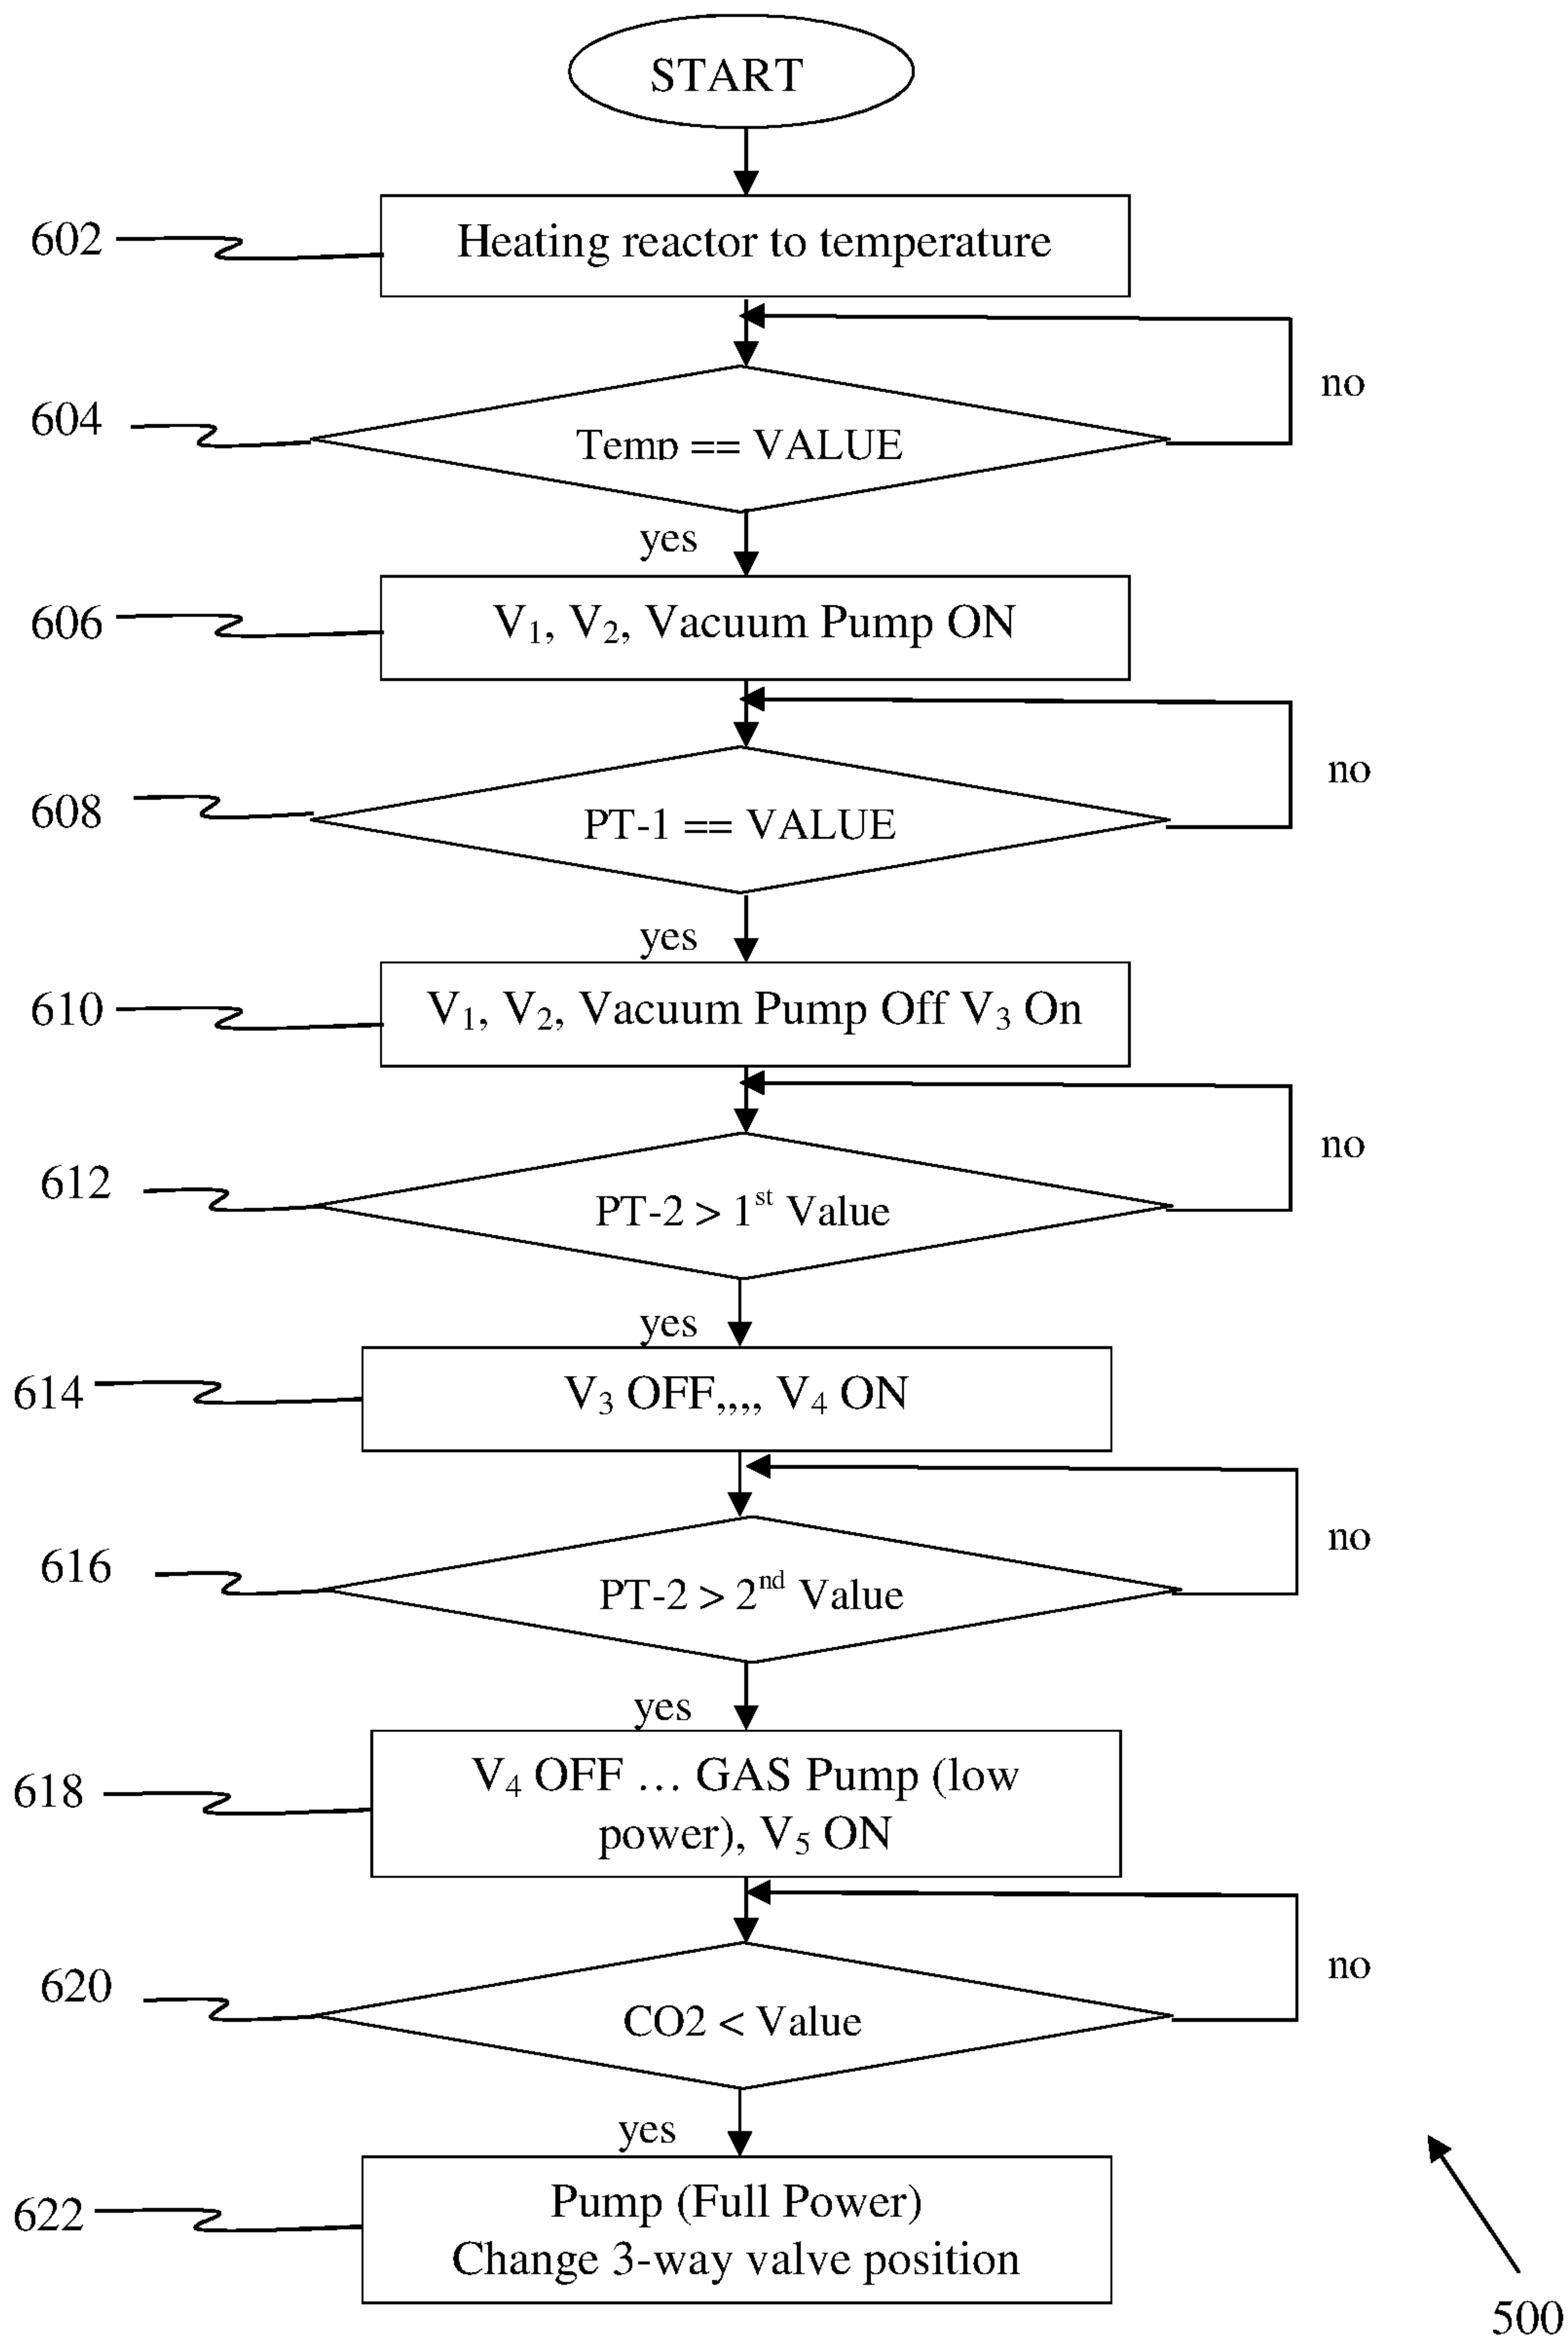 START
602
Heating reactor to temperature
no
604
Temp == VALUE
yes
606
V₁, V₂, Vacuum Pump ON
no
608
PT-1 == VALUE
yes
610
V₁, V₂, Vacuum Pump Off V₃ On
no
612
PT-2 > 1ˢᵗ Value
yes
614
V₃ OFF,,,, V₄ ON
no
616
PT-2 > 2ⁿᵈ Value
yes
618
V₄ OFF … GAS Pump (low
power), V₅ ON
no
620
CO2 < Value
yes
622
Pump (Full Power)
Change 3-way valve position
500